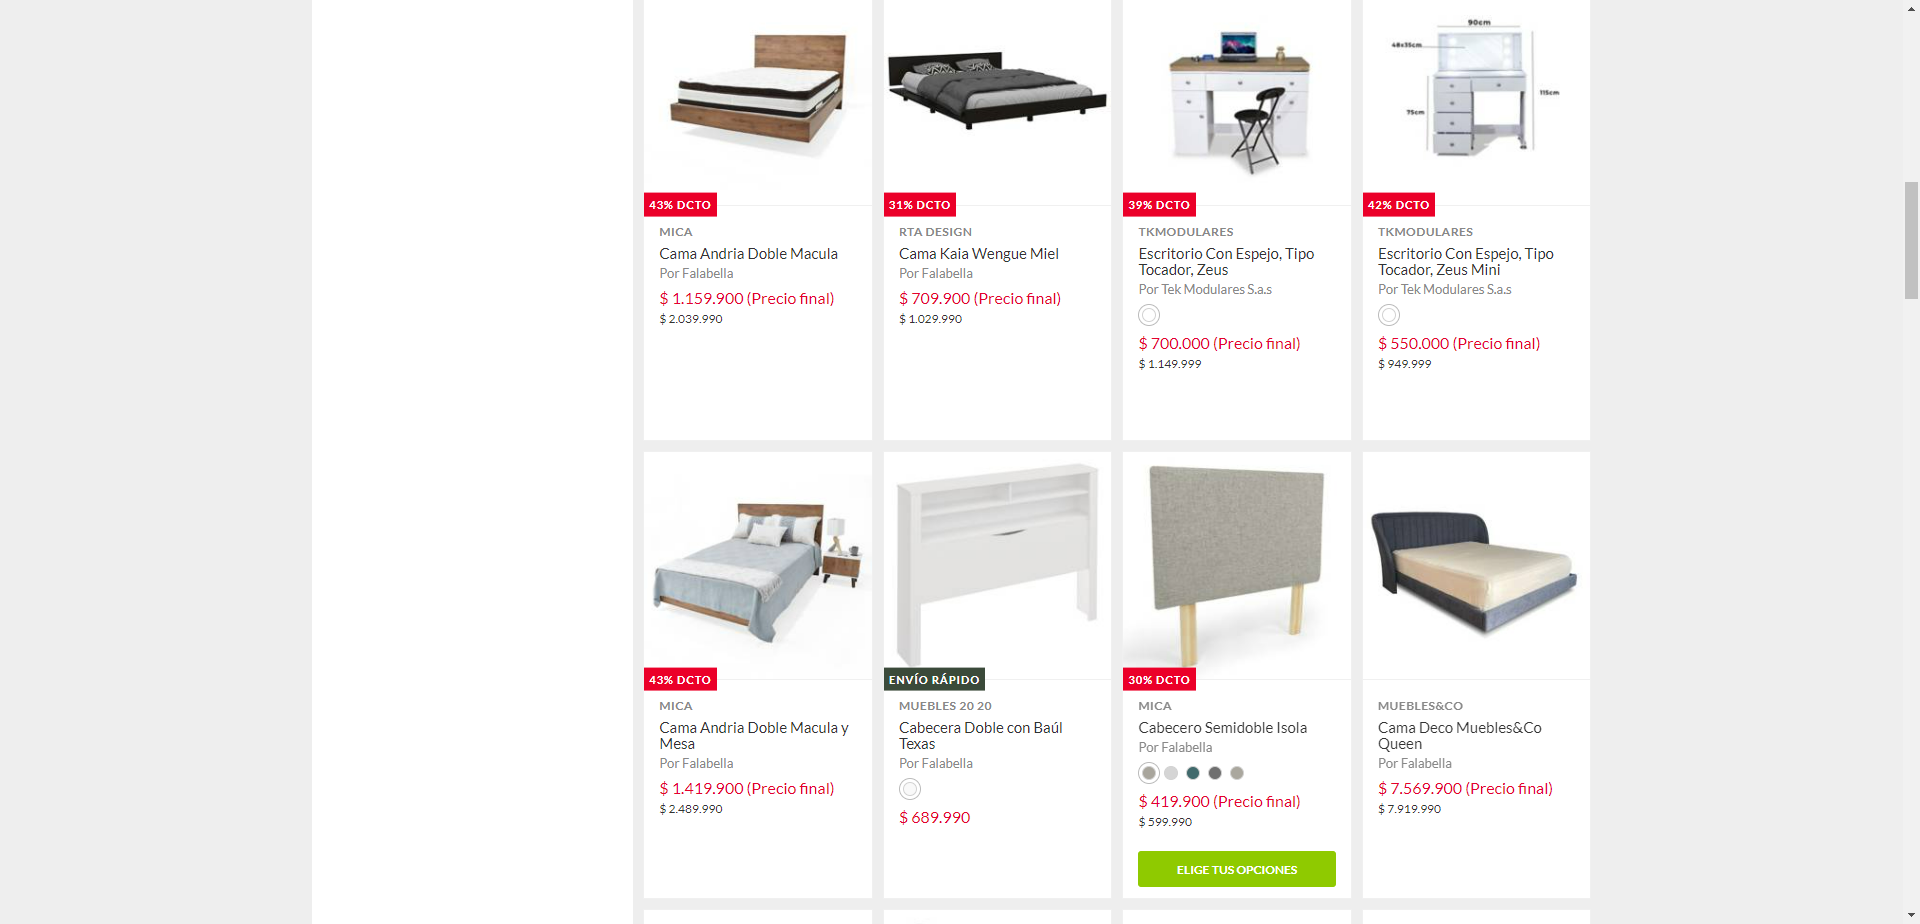 90cm
48x35cm
115cm
75cm
43% DCTO
MICA
Cama Andria Doble Macula
Por Falabella
$ 1.159.900 (Precio final)
$ 2.039.990
31% DCTO
RTA DESIGN
Cama Kaia Wengue Miel
Por Falabella
$ 709.900 (Precio final)
$ 1.029.990
39% DCTO
TKMODULARES
Escritorio Con Espejo, Tipo
Tocador, Zeus
Por Tek Modulares S.a.s
$ 700.000 (Precio final)
$ 1.149.999
42% DCTO
TKMODULARES
Escritorio Con Espejo, Tipo
Tocador, Zeus Mini
Por Tek Modulares S.a.s
$ 550.000 (Precio final)
$ 949.999
43% DCTO
MICA
Cama Andria Doble Macula y
Mesa
Por Falabella
$ 1.419.900 (Precio final)
$ 2.489.990
ENVÍO RÁPIDO
MUEBLES 20 20
Cabecera Doble con Baúl
Texas
Por Falabella
$ 689.990
30% DCTO
MICA
Cabecero Semidoble Isola
Por Falabella
$ 419.900 (Precio final)
$ 599.990
ELIGE TUS OPCIONES
MUEBLES&CO
Cama Deco Muebles&Co
Queen
Por Falabella
$ 7.569.900 (Precio final)
$ 7.919.990